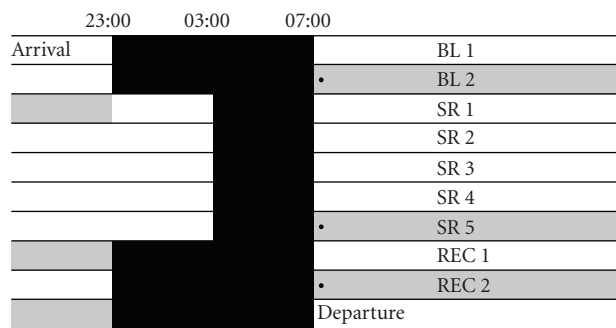 23:00 03:00 07:00
Arrival BL 1
• BL 2
SR 1
SR 2
SR 3
SR 4
• SR 5
REC 1
• REC 2
Departure